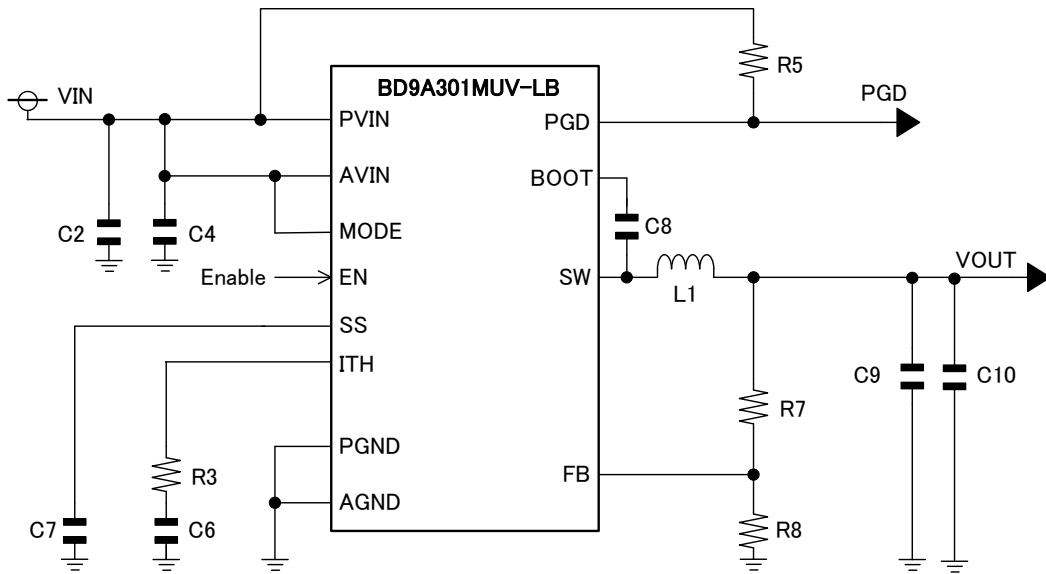 BD9A301MUV-LB
R5
VIN
PGD
PVIN
PGD
AVIN
BOOT
C2
C4
MODE
C8
Enable
EN
SW
VOUT
L1
SS
ITH
C9
C10
R7
PGND
FB
R3
AGND
C7
C6
R8